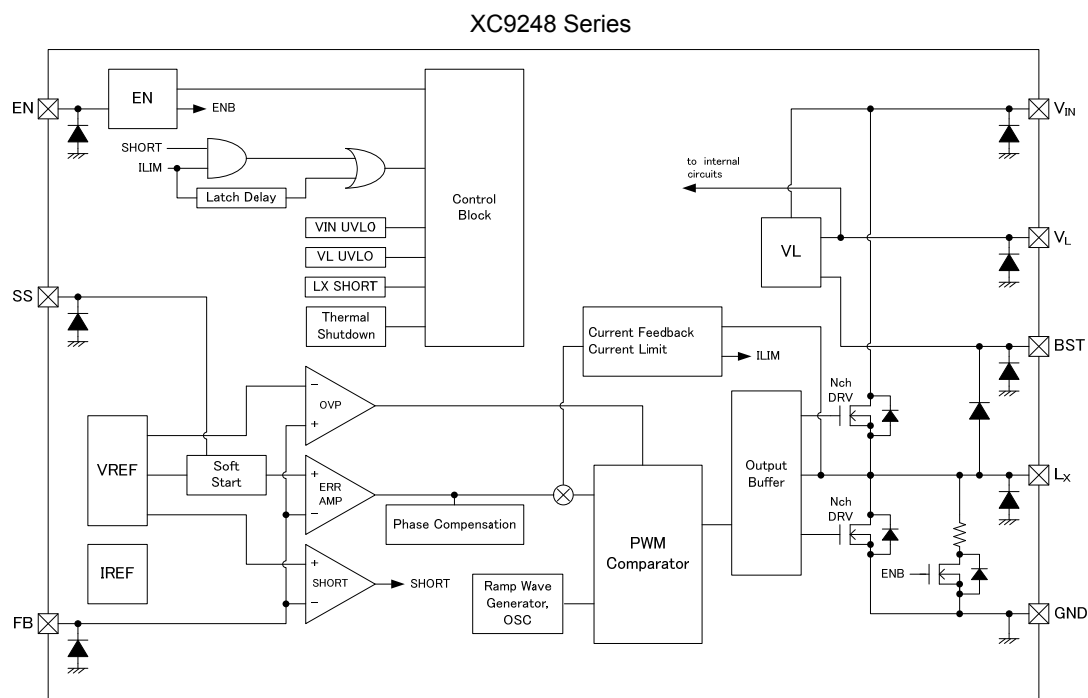 XC9248 Series
EN
EN
ENB
SHORT
ILIM
Latch Delay
Control
Block
VIN UVLO
VL UVLO
LX SHORT
Thermal
Shutdown
to internal
circuits
VIN
VL
VL
SS
Current Feedback
Current Limit
ILIM
BST
Nch
DRV
−
OVP
+
VREF
Soft
Start
+
ERR
AMP
−
Phase Compensation
PWM
Comparator
Output
Buffer
LX
Nch
DRV
IREF
+
SHORT
−
SHORT
Ramp Wave
Generator,
OSC
ENB
FB
GND